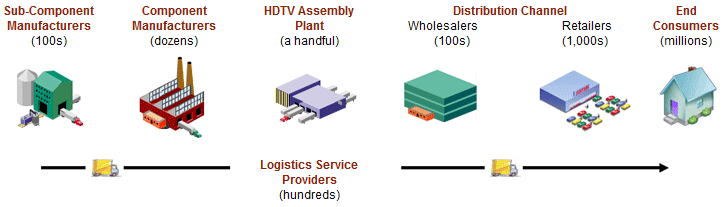 Sub-Component
Manufacturers
(100s)
Component
Manufacturers
(dozens)
HDTV Assembly
Plant
(a handful)
Distribution Channel
Wholesalers
(100s)
Retailers
(1,000s)
End
Consumers
(millions)
Logistics Service
Providers
(hundreds)